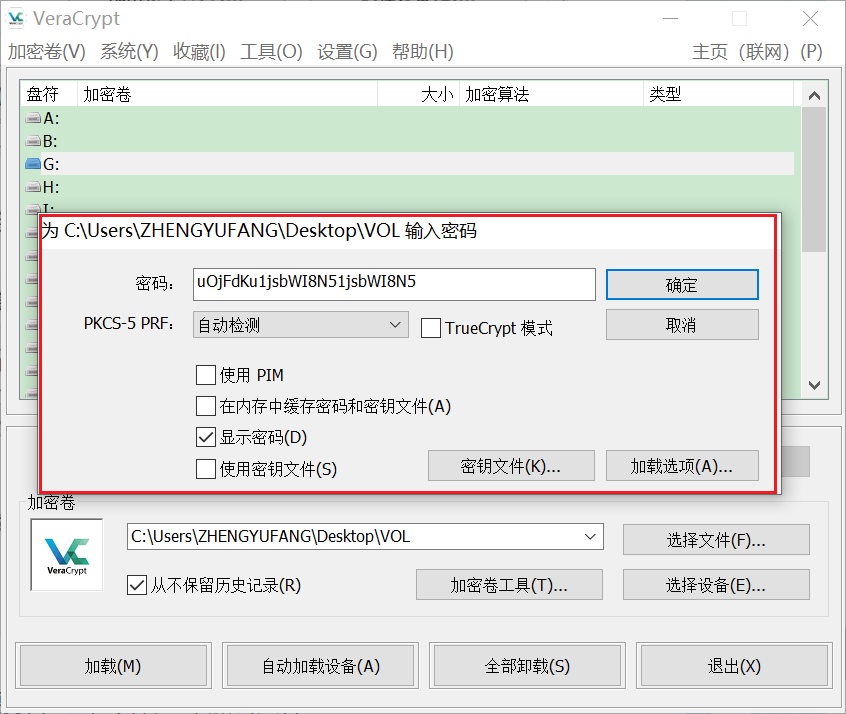 VeraCrypt
加密卷(V) 系统(Y) 收藏(I) 工具(O) 设置(G) 帮助(H) 主页（联网）(P)
盘符 加密卷 大小 加密算法 类型
A:
B:
G:
H:
I:
为 C:\Users\ZHENGYUFANG\Desktop\VOL 输入密码
密码： uOjFdKu1jsbWI8N51jsbWI8N5 确定
PKCS-5 PRF： 自动检测 TrueCrypt 模式 取消
使用 PIM
在内存中缓存密码和密钥文件(A)
显示密码(D)
使用密钥文件(S) 密钥文件(K)... 加载选项(A)...
加密卷
VeraCrypt
C:\Users\ZHENGYUFANG\Desktop\VOL 选择文件(F)...
从不保留历史记录(R) 加密卷工具(T)... 选择设备(E)...
加载(M) 自动加载设备(A) 全部卸载(S) 退出(X)